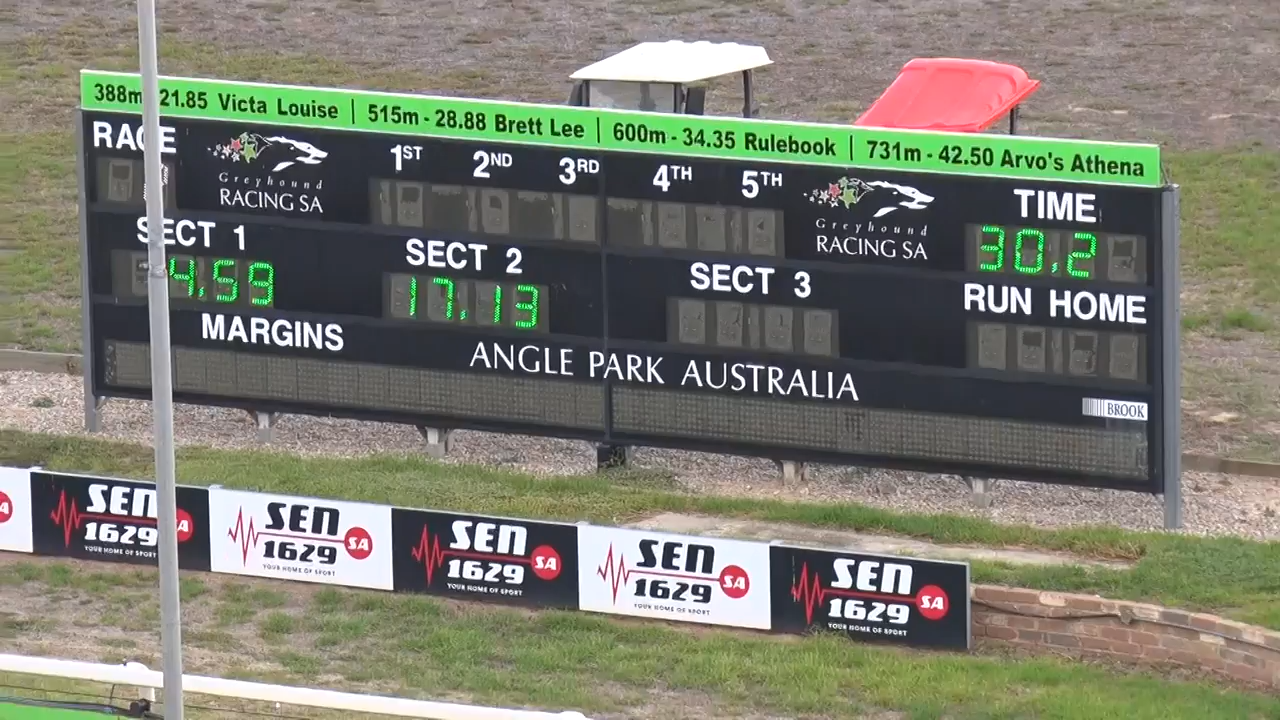 388m 21.85 Victa Louise | 515m - 28.88 Brett Lee | 600m - 34.35 Rulebook | 731m - 42.50 Arvo's Athena
RACE
Greyhound
RACING SA
1ST 2ND 3RD 4TH 5TH
Greyhound
RACING SA
TIME
30.2
SECT 1
4.59
SECT 2
17.13
SECT 3
RUN HOME
MARGINS
ANGLE PARK AUSTRALIA
BROOK
SEN
1629 SA
YOUR HOME OF SPORT
SEN
1629 SA
YOUR HOME OF SPORT
SEN
1629 SA
YOUR HOME OF SPORT
SEN
1629 SA
YOUR HOME OF SPORT
SEN
1629 SA
YOUR HOME OF SPORT